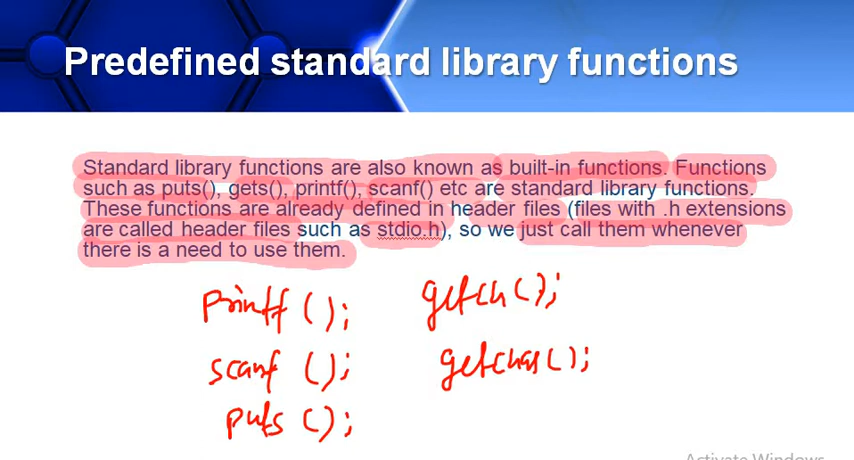 Predefined standard library functions
Standard library functions are also known as built-in functions. Functions
such as puts(), gets(), printf(), scanf() etc are standard library functions.
These functions are already defined in header files (files with .h extensions
are called header files such as stdio.h), so we just call them whenever
there is a need to use them.
Printf ();
getch();
scanf ();
getchar();
puts ();
Activate Windows